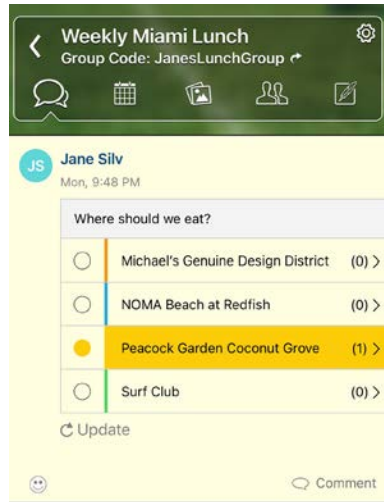 Weekly Miami Lunch
Group Code: JanesLunchGroup
JS
Jane Silv
Mon, 9:48 PM
Where should we eat?
Michael's Genuine Design District (0) >
NOMA Beach at Redfish (0) >
Peacock Garden Coconut Grove (1) >
Surf Club (0) >
Update
Comment